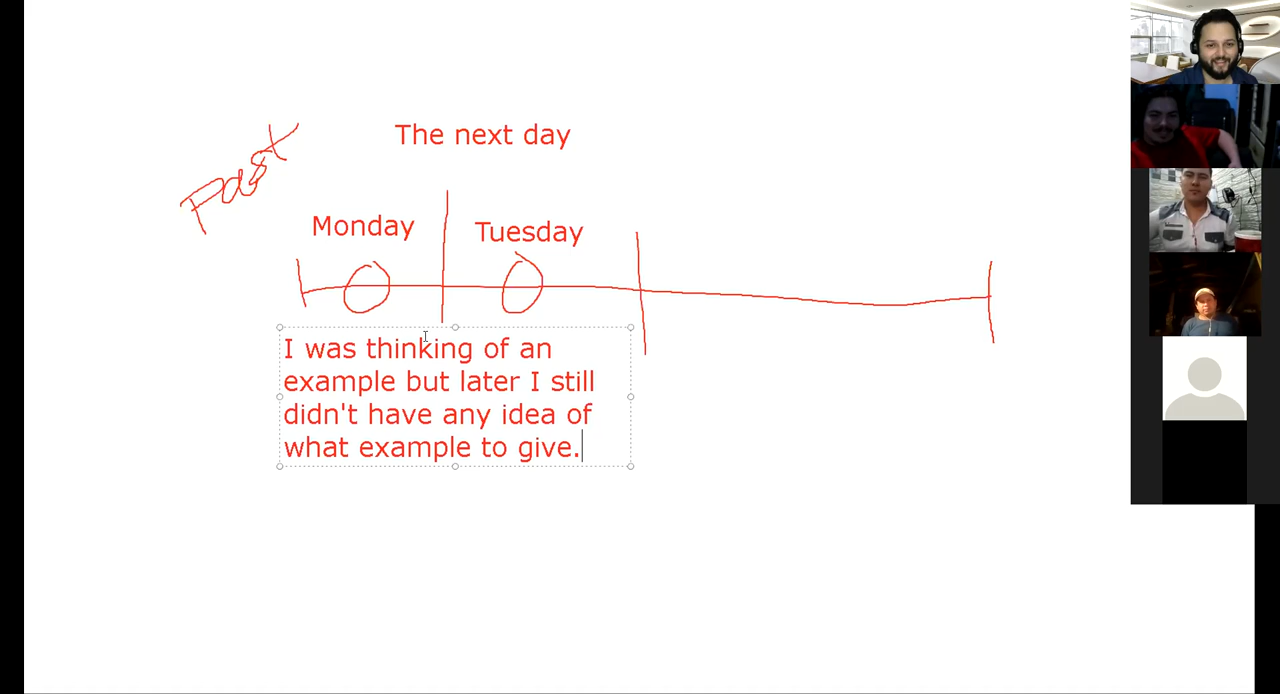 The next day
Past
Monday
Tuesday
I was thinking of an
example but later I still
didn't have any idea of
what example to give.